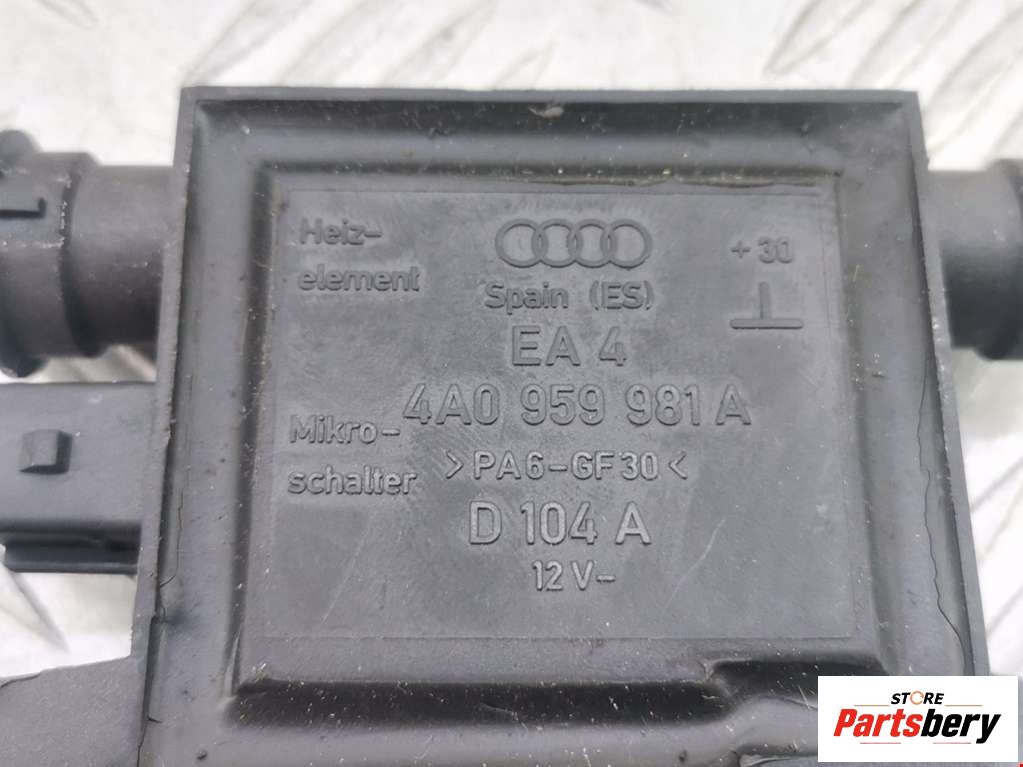 Heiz-
element
Spain (ES)
+ 30
EA 4
4A0 959 981 A
Mikro-
schalter
>PA6-GF30<
D 104 A
12 V-
STORE
Partsbery